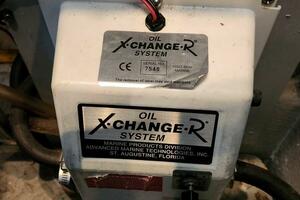 OIL
X-CHANGE-R
SYSTEM
CE
SERIAL NO.
7545
OIL
X-CHANGE-R®
SYSTEM
MARINE PRODUCTS DIVISION
ADVANCED MARINE TECHNOLOGIES, INC.
ST. AUGUSTINE, FLORIDA